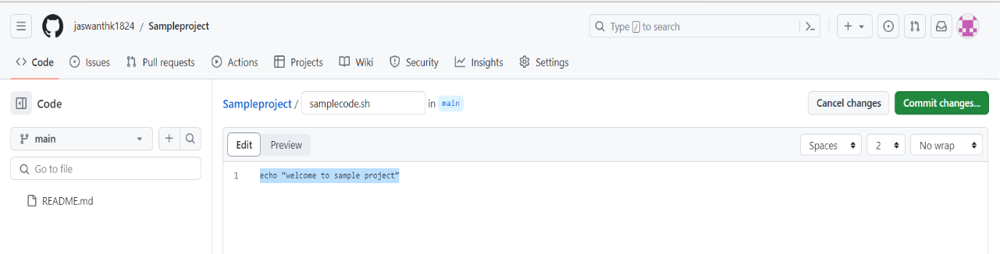 jaswanthk1824 / Sampleproject
Type / to search
Code Issues Pull requests Actions Projects Wiki Security Insights Settings
Code
Sampleproject / samplecode.sh in main
Cancel changes Commit changes...
main
Edit Preview
Spaces 2 No wrap
Go to file
1 echo “welcome to sample project”
README.md